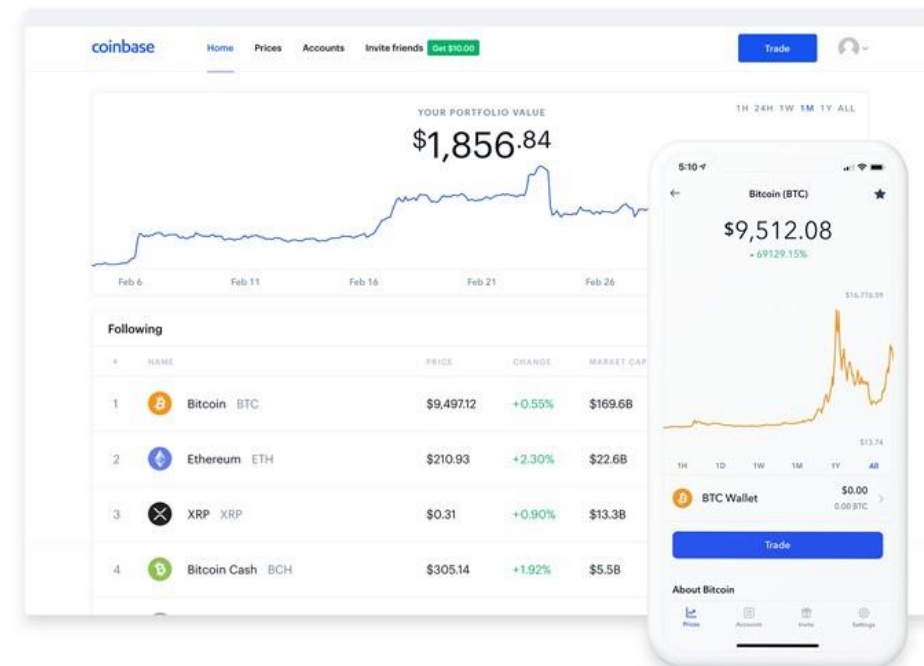 coinbase Home Prices Accounts Invite friends Get $10.00 Trade
YOUR PORTFOLIO VALUE
1H 24H 1W 1M 1Y ALL
$1,856.84
Feb 6 Feb 11 Feb 16 Feb 21 Feb 26
Following
# NAME PRICE CHANGE MARKET CAP
1 Bitcoin BTC $9,497.12 +0.55% $169.6B
2 Ethereum ETH $210.93 +2.30% $22.6B
3 XRP XRP $0.31 +0.90% $13.3B
4 Bitcoin Cash BCH $305.14 +1.92% $5.5B
5:10
Bitcoin (BTC)
$9,512.08
69129.15%
$16,776.59
$13.74
1H 1D 1W 1M 1Y All
BTC Wallet $0.00
0.00 BTC
Trade
About Bitcoin
Prices Accounts Invite Settings